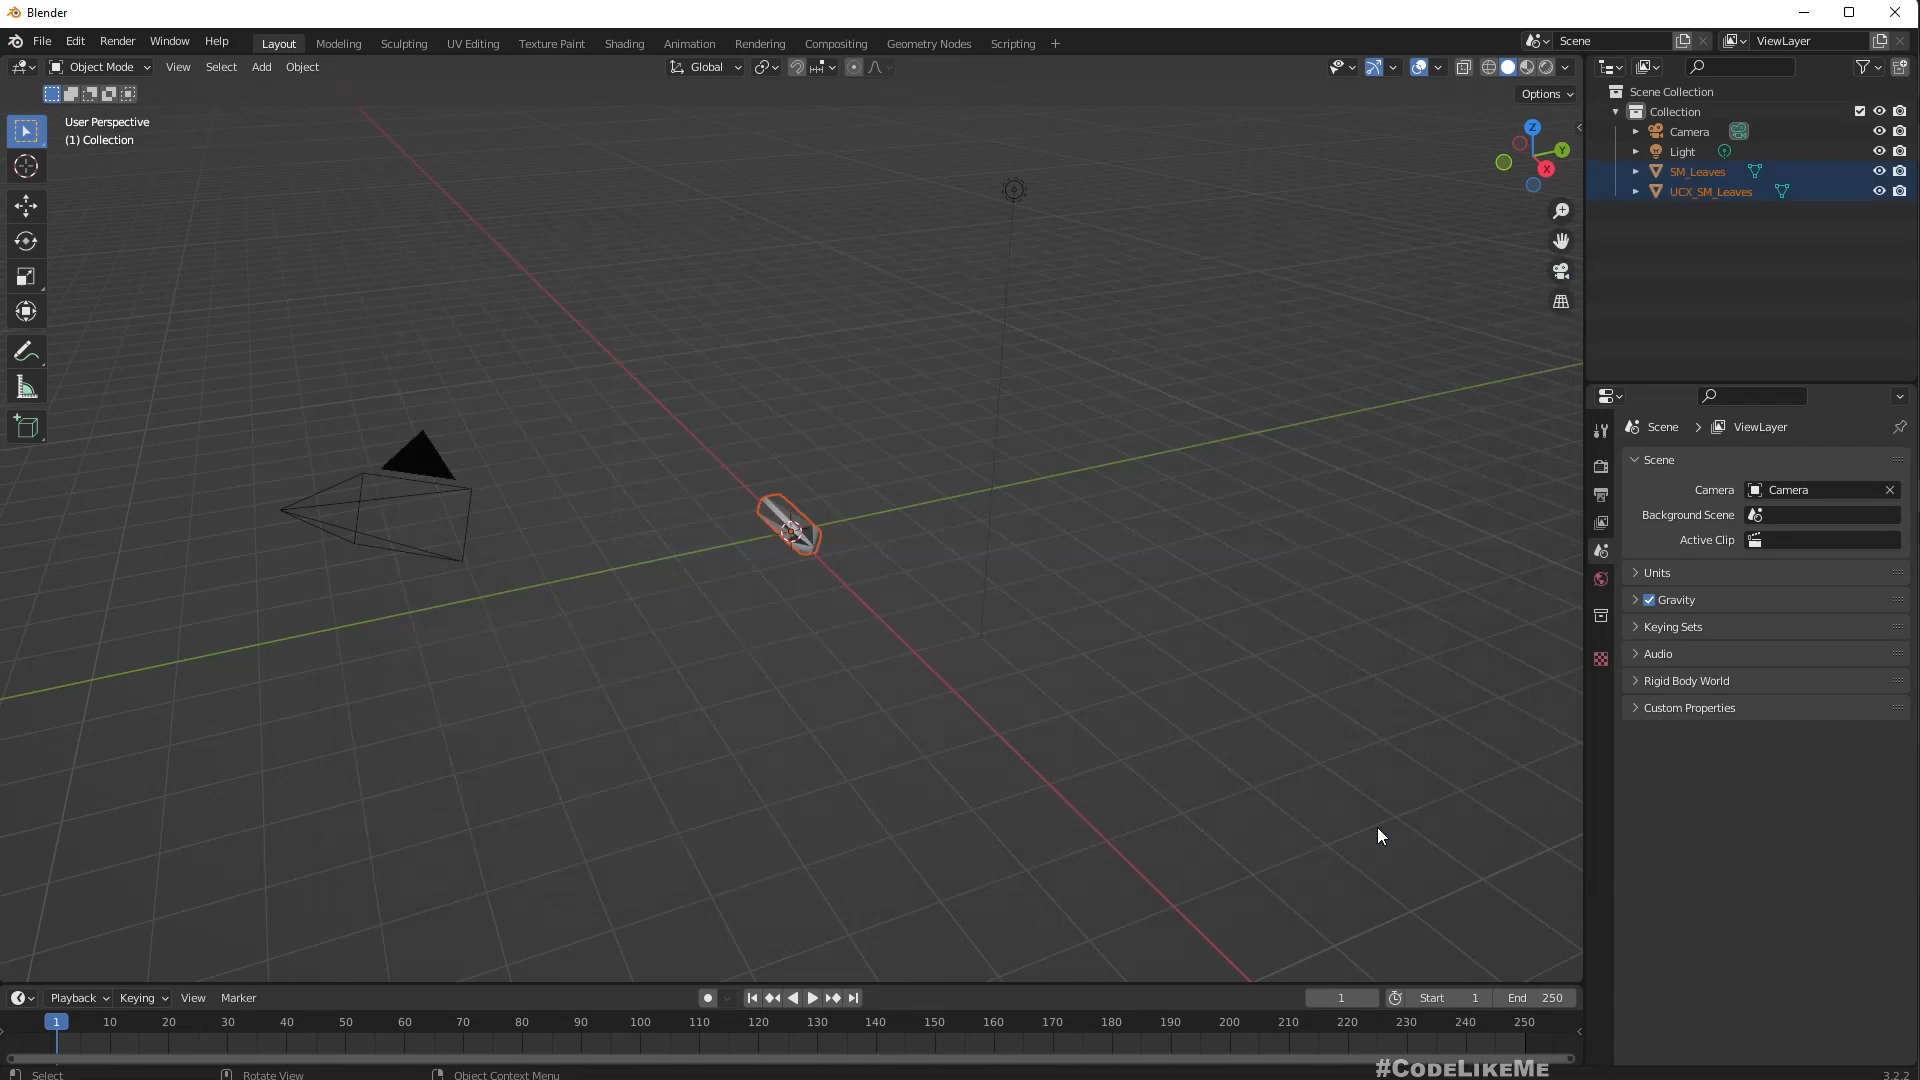 Blender
File Edit Render Window Help Layout Modeling Sculpting UV Editing Texture Paint Shading Animation Rendering Compositing Geometry Nodes Scripting + Scene ViewLayer
Object Mode View Select Add Object Global
Options
User Perspective
(1) Collection
Z
Y
X
Scene Collection
Collection
Camera
Light
SM_Leaves
UCX_SM_Leaves
Scene > ViewLayer
Scene
Camera Camera
Background Scene
Active Clip
Units
Gravity
Keying Sets
Audio
Rigid Body World
Custom Properties
Playback Keying View Marker 1 Start 1 End 250
1 10 20 30 40 50 60 70 80 90 100 110 120 130 140 150 160 170 180 190 200 210 220 230 240 250
Select Rotate View Object Context Menu #CodeLikeMe 3.2.2